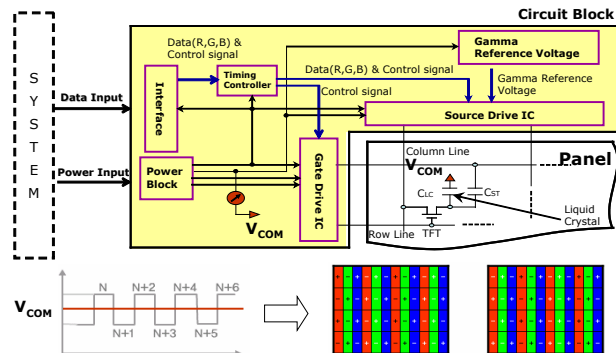 Circuit Block
SYSTEM
Data Input
Power Input
Data(R,G,B) &
Control signal
Interface
Timing
Controller
Data(R,G,B) & Control signal
Control signal
Gamma
Reference Voltage
Gamma Reference
Voltage
Source Drive IC
Power
Block
Gate Drive IC
VCOM
Column Line
Panel
VCOM
CLC
CST
Liquid
Crystal
TFT
Row Line
VCOM
N
N+2
N+4
N+6
N+1
N+3
N+5